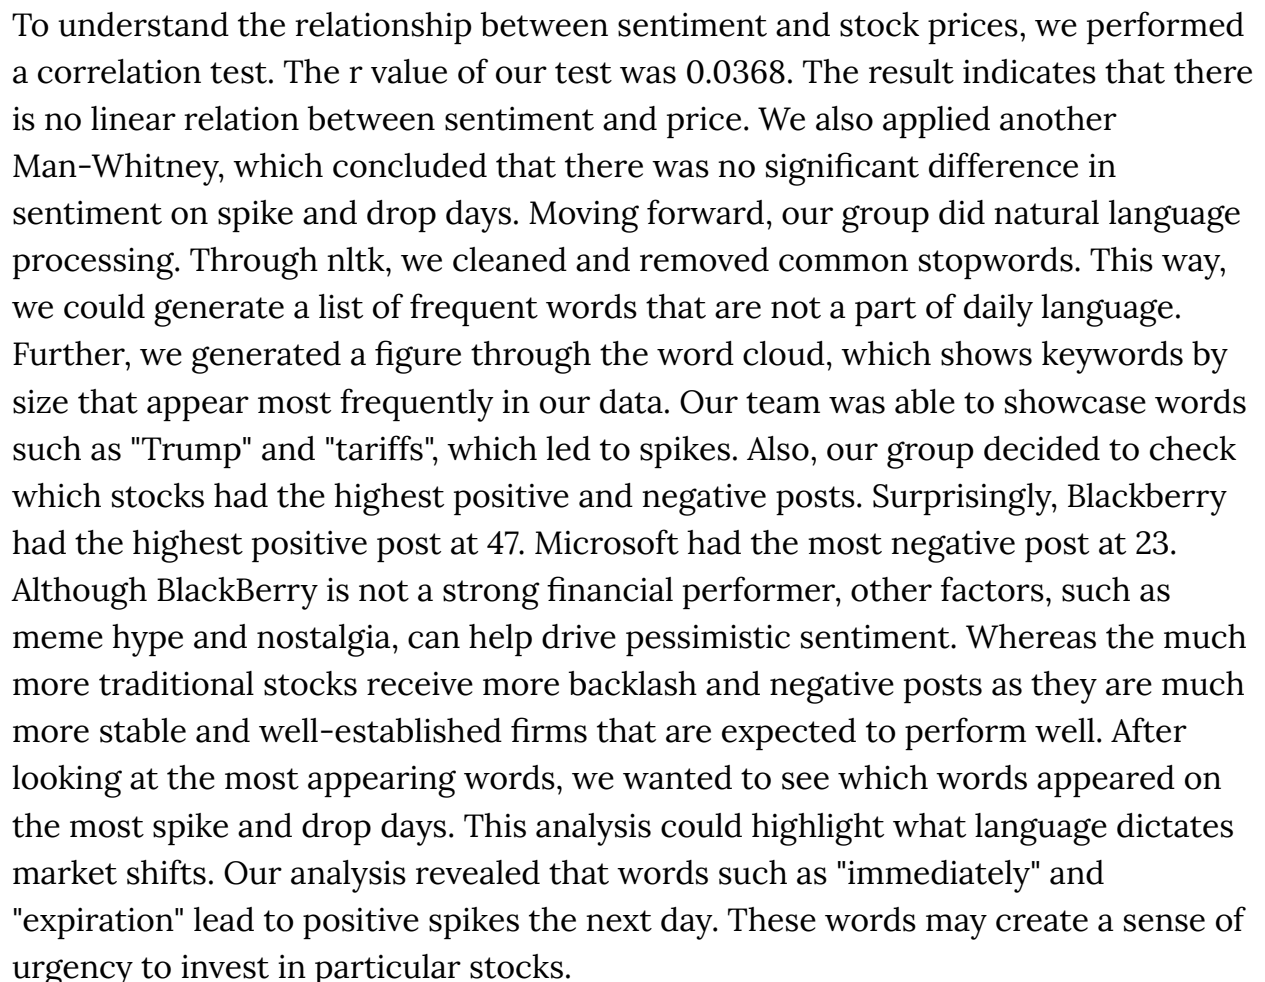 To understand the relationship between sentiment and stock prices, we performed
a correlation test. The r value of our test was 0.0368. The result indicates that there
is no linear relation between sentiment and price. We also applied another
Man-Whitney, which concluded that there was no significant difference in
sentiment on spike and drop days. Moving forward, our group did natural language
processing. Through nltk, we cleaned and removed common stopwords. This way,
we could generate a list of frequent words that are not a part of daily language.
Further, we generated a figure through the word cloud, which shows keywords by
size that appear most frequently in our data. Our team was able to showcase words
such as "Trump" and "tariffs", which led to spikes. Also, our group decided to check
which stocks had the highest positive and negative posts. Surprisingly, Blackberry
had the highest positive post at 47. Microsoft had the most negative post at 23.
Although BlackBerry is not a strong financial performer, other factors, such as
meme hype and nostalgia, can help drive pessimistic sentiment. Whereas the much
more traditional stocks receive more backlash and negative posts as they are much
more stable and well-established firms that are expected to perform well. After
looking at the most appearing words, we wanted to see which words appeared on
the most spike and drop days. This analysis could highlight what language dictates
market shifts. Our analysis revealed that words such as "immediately" and
"expiration" lead to positive spikes the next day. These words may create a sense of
urgency to invest in particular stocks.